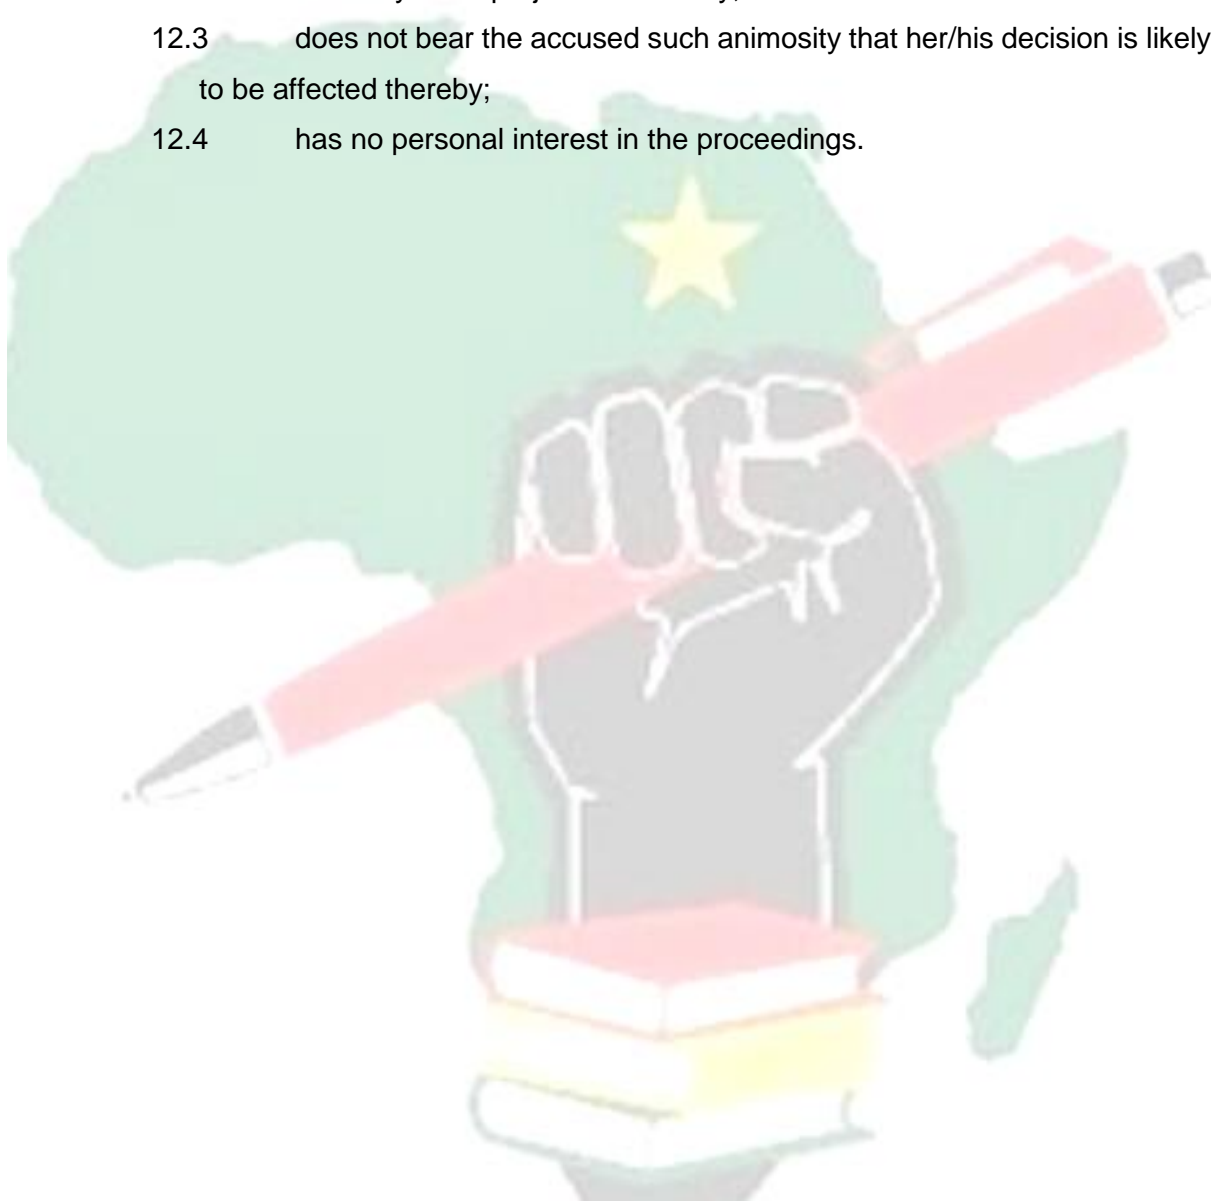 12.3 does not bear the accused such animosity that her/his decision is likely
to be affected thereby;
12.4 has no personal interest in the proceedings.